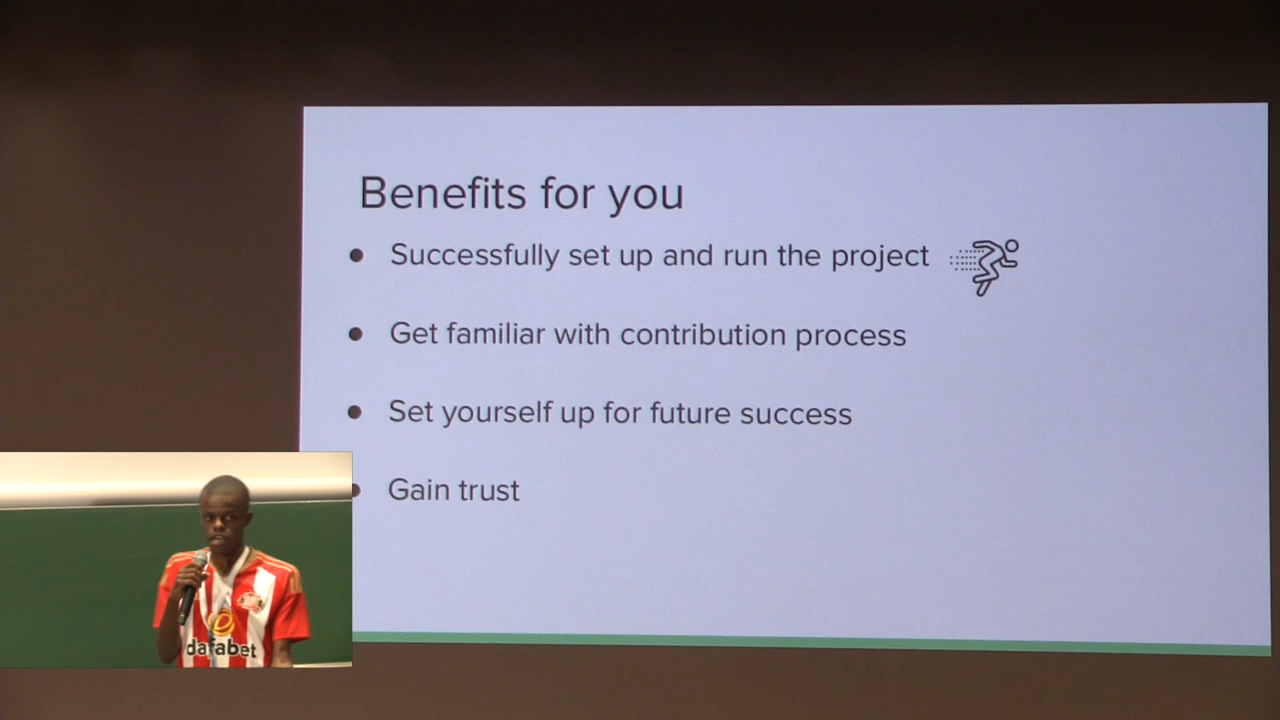 Benefits for you
● Successfully set up and run the project
● Get familiar with contribution process
● Set yourself up for future success
● Gain trust
dafabet